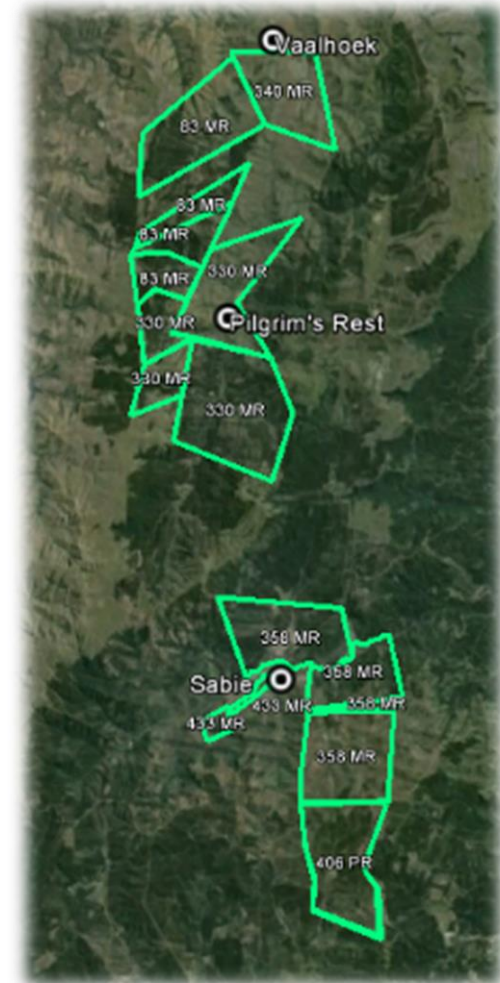 Vaalhoek
340 MR
83 MR
83 MR
83 MR
83 MR
330 MR
330 MR
Pilgrim's Rest
330 MR
330 MR
358 MR
358 MR
Sabie
433 MR
358 MR
433 MR
358 MR
406 PR